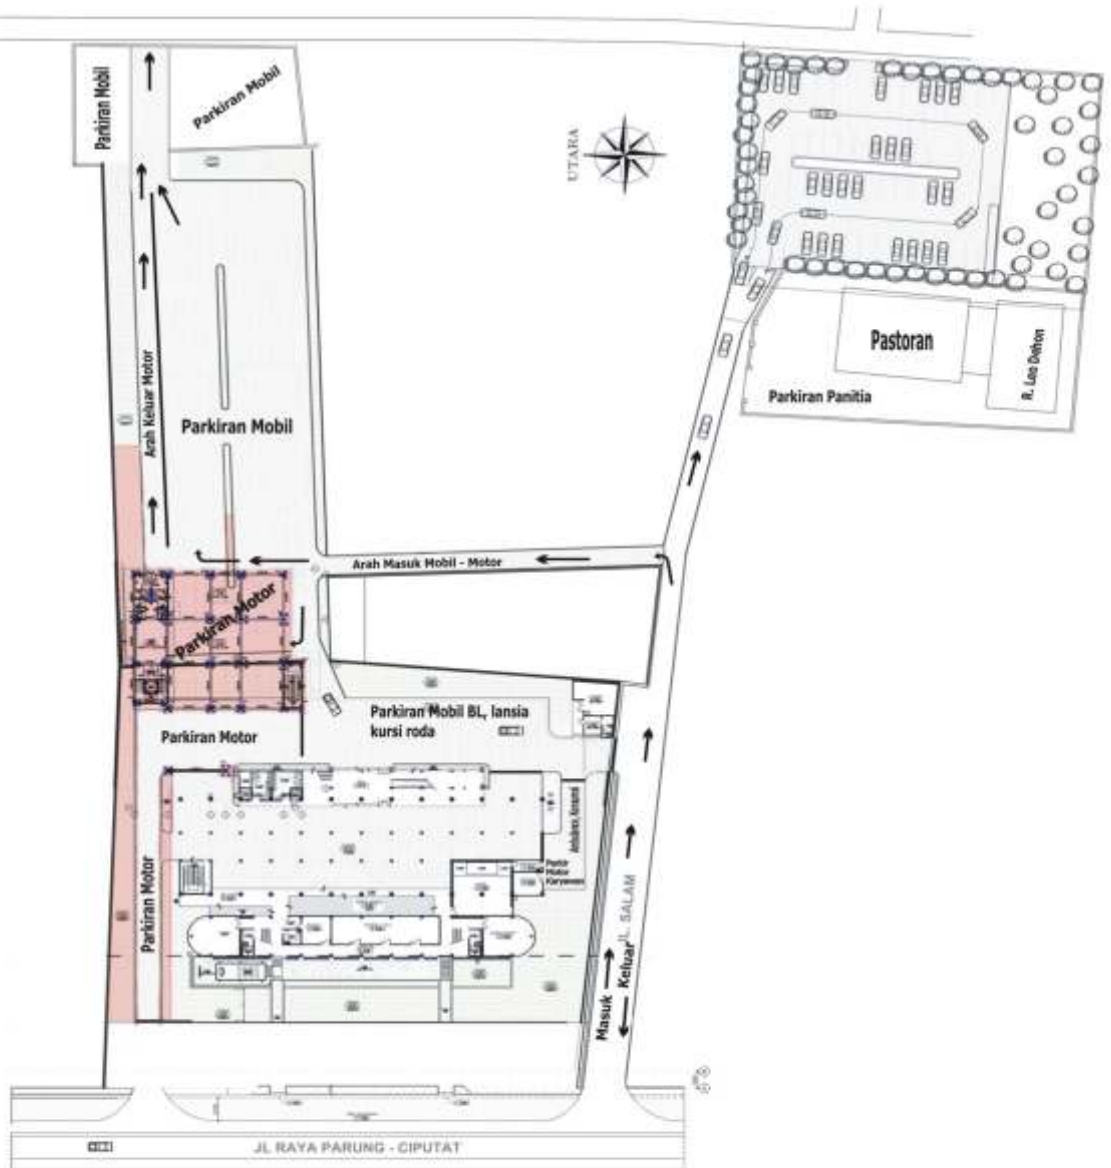 Parkiran Mobil
Parkiran Mobil
UTARA
Arah Keluar Motor
Parkiran Mobil
Pastoran
R. Leo Dehon
Parkiran Panitia
Arah Masuk Mobil - Motor
Parkiran Motor
Parkiran Motor
Parkiran Mobil BL, lansia
kursi roda
Parkir
Motor
Karyawan
Parkiran Motor
JL. SALAM
Masuk
Keluar
JL RAYA PARUNG - CIPUTAT